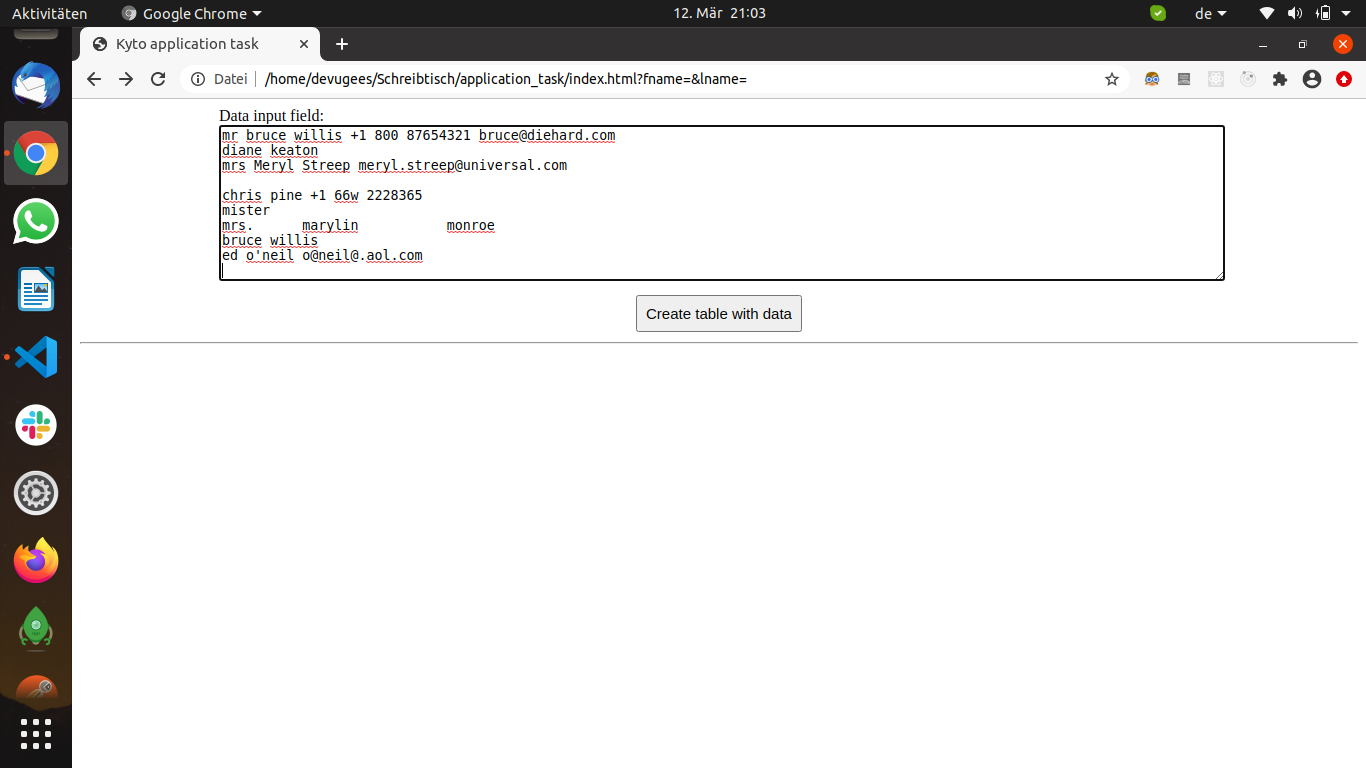 Aktivitäten
Google Chrome
12. Mär 21:03
de
Kyto application task
Datei
/home/devugees/Schreibtisch/application_task/index.html?fname=&lname=
Data input field:
mr bruce willis +1 800 87654321 bruce@diehard.com
diane keaton
mrs Meryl Streep meryl.streep@universal.com
chris pine +1 66w 2228365
mister
mrs. marylin monroe
bruce willis
ed o'neil o@neil@.aol.com
Create table with data